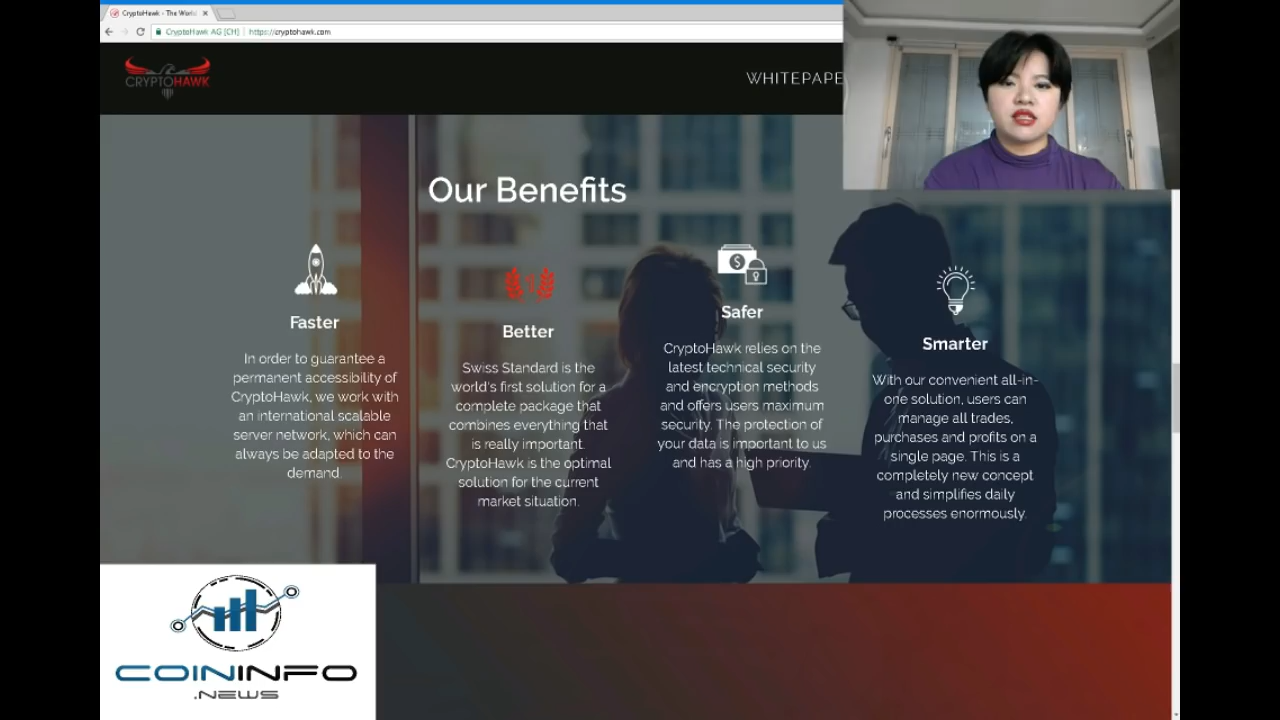 CryptoHawk - The World
CryptoHawk AG [CH]
https://cryptohawk.com
CRYPTOHAWK
WHITEPAPE
Our Benefits
Faster
In order to guarantee a
permanent accessibility of
CryptoHawk, we work with
an international scalable
server network, which can
always be adapted to the
demand.
1
Better
Swiss Standard is the
world's first solution for a
complete package that
combines everything that
is really important.
CryptoHawk is the optimal
solution for the current
market situation.
$
Safer
CryptoHawk relies on the
latest technical security
and encryption methods
and offers users maximum
security. The protection of
your data is important to us
and has a high priority.
Smarter
With our convenient all-in-
one solution, users can
manage all trades,
purchases and profits on a
single page. This is a
completely new concept
and simplifies daily
processes enormously.
COININFO
.NEWS